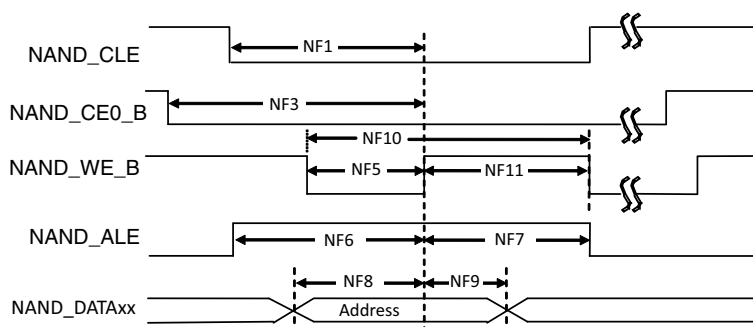 NF1
NAND_CLE
NF3
NAND_CE0_B
NF10
NAND_WE_B
NF5
NF11
NAND_ALE
NF6
NF7
NF8
NF9
NAND_DATAxx
Address